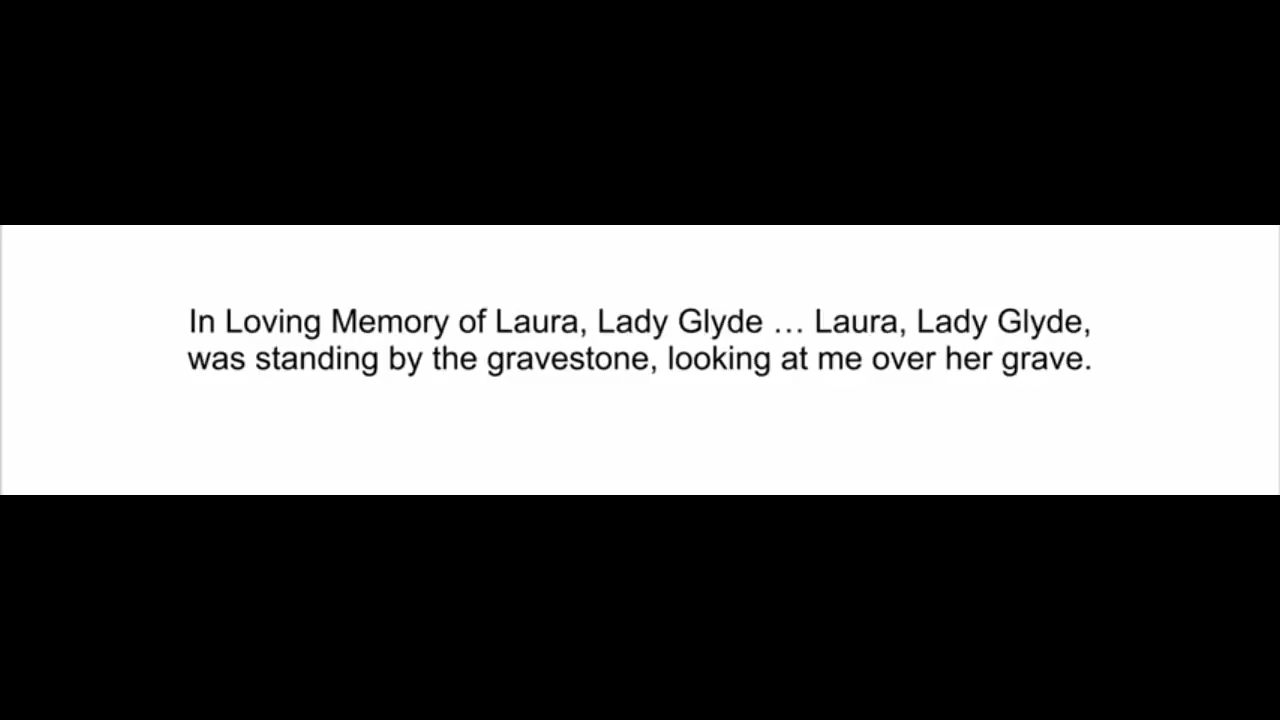 In Loving Memory of Laura, Lady Glyde … Laura, Lady Glyde,
was standing by the gravestone, looking at me over her grave.